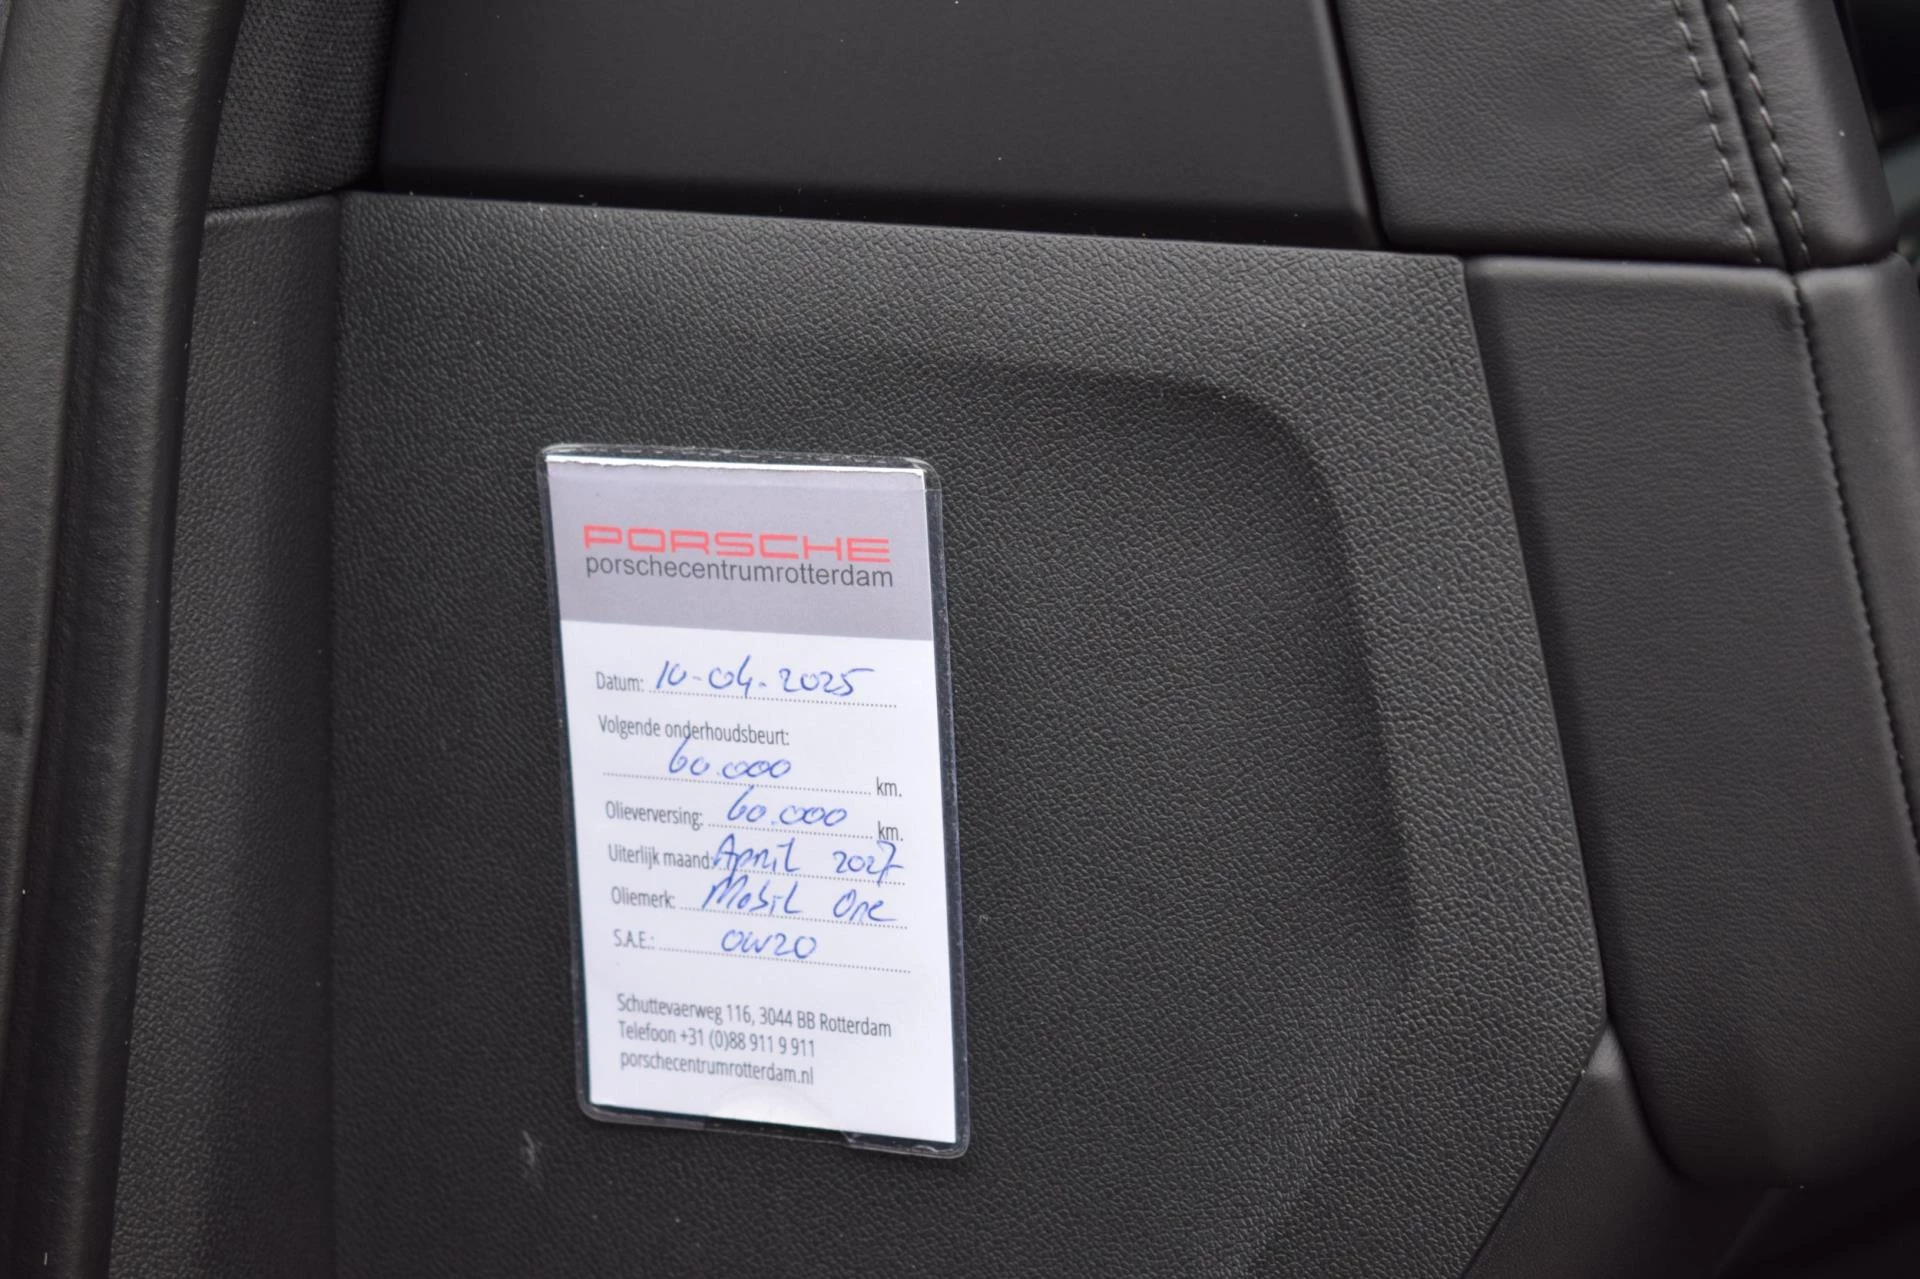 PORSCHE
porschecentrumrotterdam
Datum: 10-04-2025
Volgende onderhoudsbeurt:
60.000 km.
Olieverversing: 60.000 km.
Uiterlijk maand: April 2027
Oliemerk: Mobil One
S.A.E.: 0W20
Schuttevaerweg 116, 3044 BB Rotterdam
Telefoon +31 (0)88 911 9 911
porschecentrumrotterdam.nl